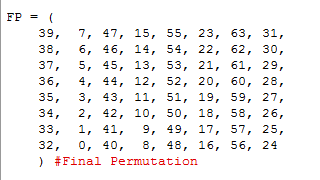 FP = (
39, 7, 47, 15, 55, 23, 63, 31,
38, 6, 46, 14, 54, 22, 62, 30,
37, 5, 45, 13, 53, 21, 61, 29,
36, 4, 44, 12, 52, 20, 60, 28,
35, 3, 43, 11, 51, 19, 59, 27,
34, 2, 42, 10, 50, 18, 58, 26,
33, 1, 41, 9, 49, 17, 57, 25,
32, 0, 40, 8, 48, 16, 56, 24
) #Final Permutation